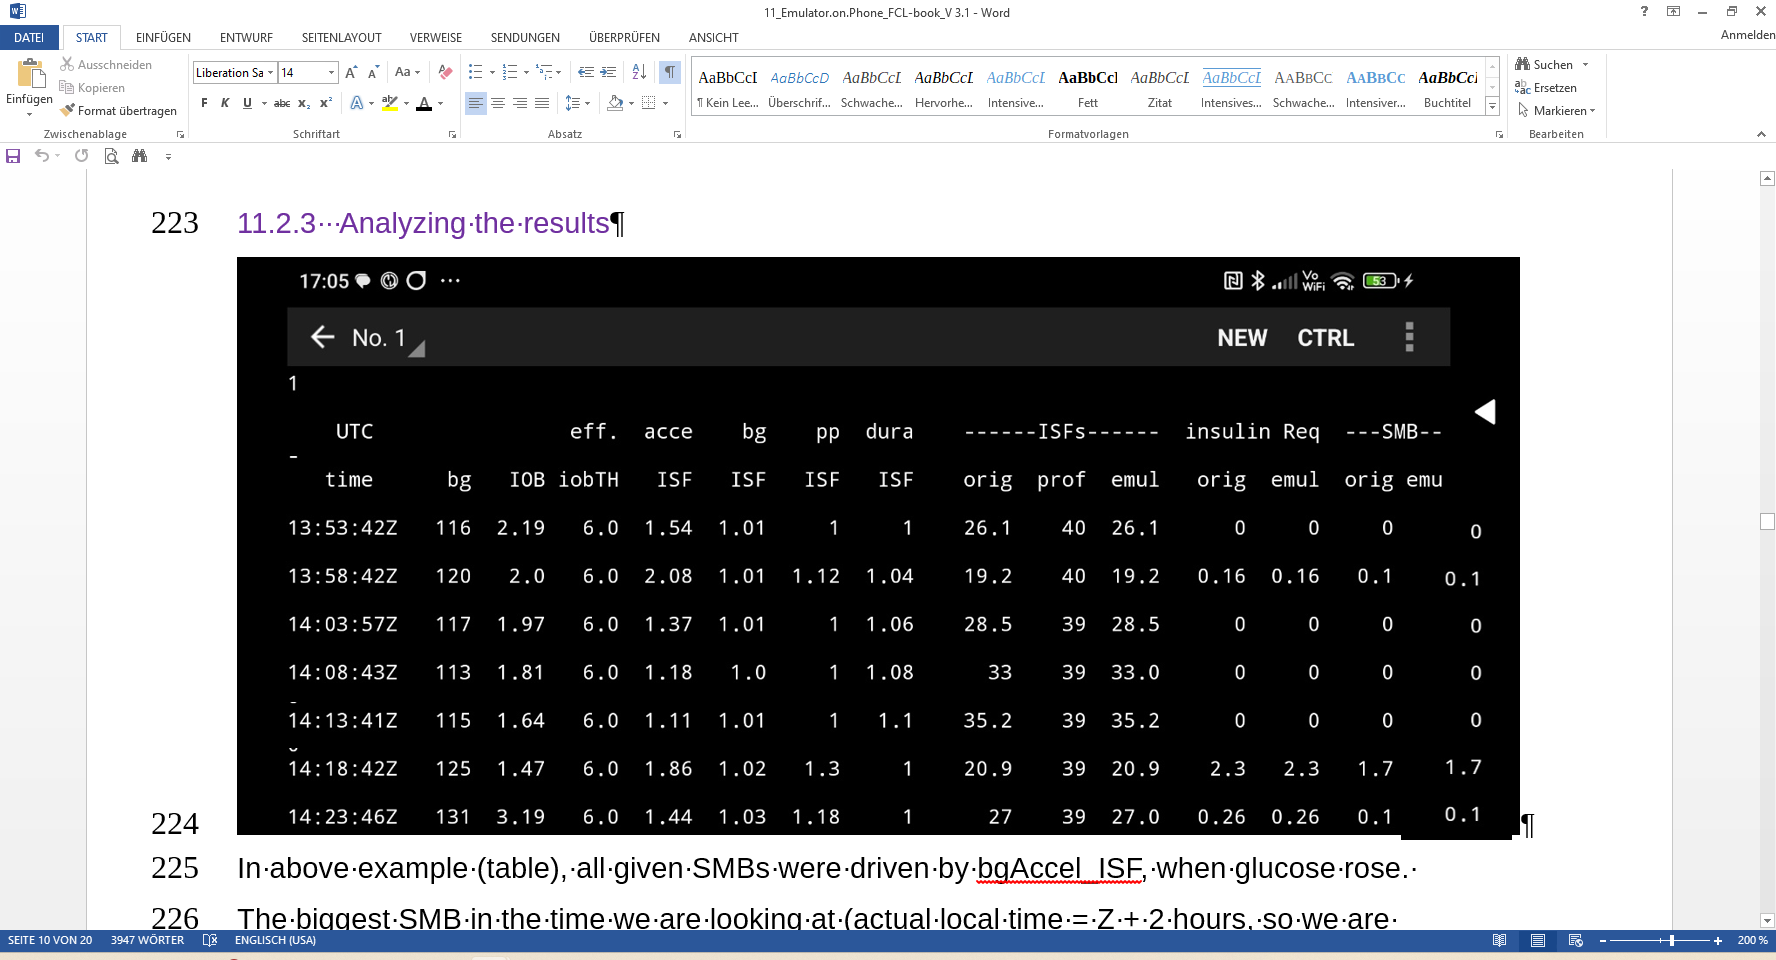 11_Emulator.on.Phone_FCL-book_V 3.1 - Word
DATEI START EINFÜGEN ENTWURF SEITENLAYOUT VERWEISE SENDUNGEN ÜBERPRÜFEN ANSICHT Anmelden
Einfügen
Ausschneiden
Kopieren
Format übertragen
Zwischenablage
Liberation Sa 14
F K U abc x₂ x²
Schriftart
Absatz
AaBbCcI AaBbCcD AaBbCcL AaBbCcL AaBbCcL AaBbCcI AaBbCcL AaBbCcL AABBCC AABBCC AaBbCci
¶ Kein Lee... Überschrif... Schwache... Hervorhe... Intensive... Fett Zitat Intensives... Schwache... Intensiver... Buchtitel
Formatvorlagen
Suchen
Ersetzen
Markieren
Bearbeiten
223 11.2.3···Analyzing·the·results¶
17:05 ··· Vo WiFi 53
No. 1 NEW CTRL
1
UTC eff. acce bg pp dura ------ISFs------ insulin Req ---SMB--
-
time bg IOB iobTH ISF ISF ISF ISF orig prof emul orig emul orig emu
13:53:42Z 116 2.19 6.0 1.54 1.01 1 1 26.1 40 26.1 0 0 0 0
13:58:42Z 120 2.0 6.0 2.08 1.01 1.12 1.04 19.2 40 19.2 0.16 0.16 0.1 0.1
14:03:57Z 117 1.97 6.0 1.37 1.01 1 1.06 28.5 39 28.5 0 0 0 0
14:08:43Z 113 1.81 6.0 1.18 1.0 1 1.08 33 39 33.0 0 0 0 0
14:13:41Z 115 1.64 6.0 1.11 1.01 1 1.1 35.2 39 35.2 0 0 0 0
14:18:42Z 125 1.47 6.0 1.86 1.02 1.3 1 20.9 39 20.9 2.3 2.3 1.7 1.7
14:23:46Z 131 3.19 6.0 1.44 1.03 1.18 1 27 39 27.0 0.26 0.26 0.1 0.1
224 ¶
225 In·above·example·(table),·all·given·SMBs·were·driven·by·bgAccel_ISF,·when·glucose·rose.·
226 The·biggest·SMB·in·the·time·we·are·looking·at·(actual·local·time·=·Z·+·2·hours,·so·we·are·
SEITE 10 VON 20 3947 WÖRTER ENGLISCH (USA) 200 %